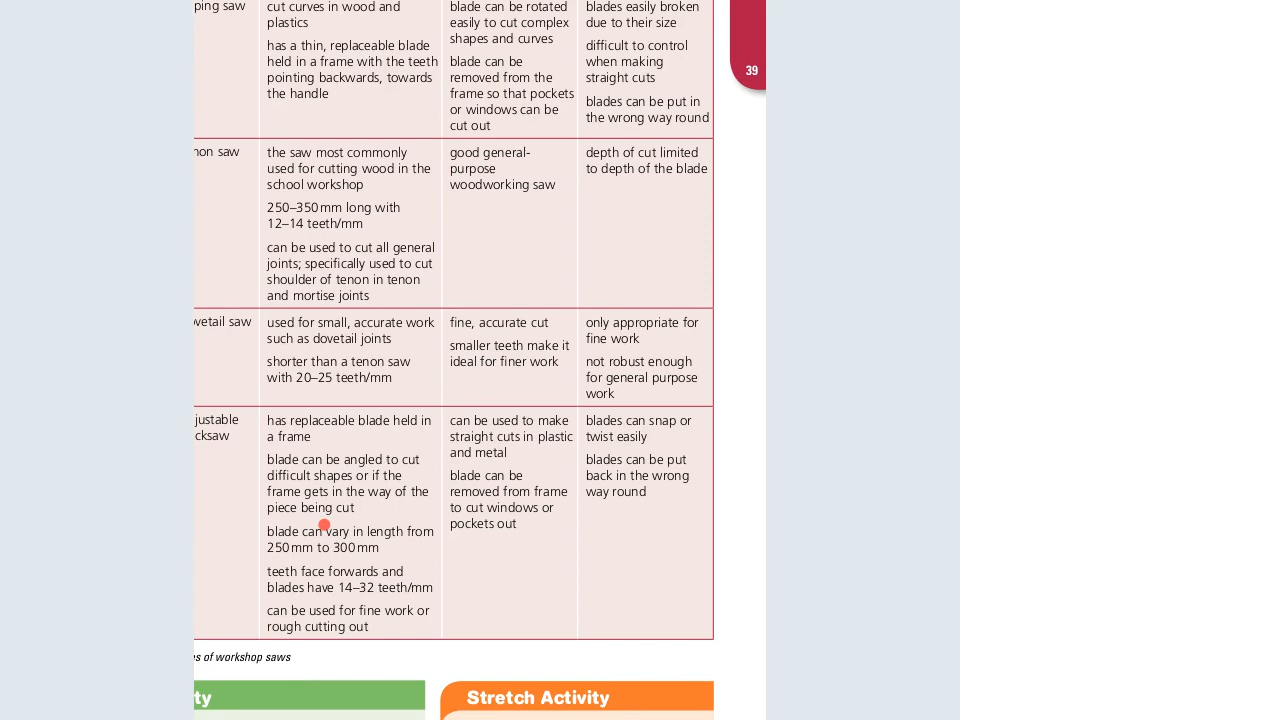 ping saw
cut curves in wood and
plastics
has a thin, replaceable blade
held in a frame with the teeth
pointing backwards, towards
the handle
blade can be rotated
easily to cut complex
shapes and curves
blade can be
removed from the
frame so that pockets
or windows can be
cut out
blades easily broken
due to their size
difficult to control
when making
straight cuts
blades can be put in
the wrong way round
39
non saw
the saw most commonly
used for cutting wood in the
school workshop
250–350mm long with
12–14 teeth/mm
can be used to cut all general
joints; specifically used to cut
shoulder of tenon in tenon
and mortise joints
good general-
purpose
woodworking saw
depth of cut limited
to depth of the blade
vetail saw
used for small, accurate work
such as dovetail joints
shorter than a tenon saw
with 20–25 teeth/mm
fine, accurate cut
smaller teeth make it
ideal for finer work
only appropriate for
fine work
not robust enough
for general purpose
work
justable
cksaw
has replaceable blade held in
a frame
blade can be angled to cut
difficult shapes or if the
frame gets in the way of the
piece being cut
blade can vary in length from
250mm to 300mm
teeth face forwards and
blades have 14–32 teeth/mm
can be used for fine work or
rough cutting out
can be used to make
straight cuts in plastic
and metal
blade can be
removed from frame
to cut windows or
pockets out
blades can snap or
twist easily
blades can be put
back in the wrong
way round
s of workshop saws
ty
Stretch Activity